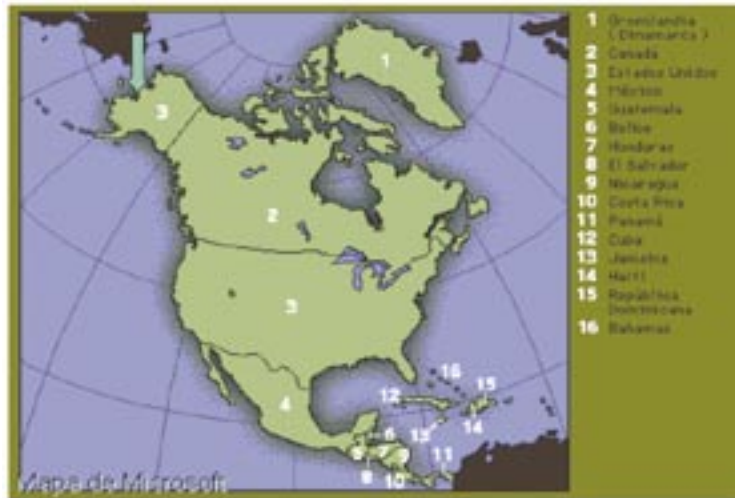 1 Groenlandia
( Dinamarca )
2 Canadá
3 Estados Unidos
4 México
5 Guatemala
6 Belice
7 Honduras
8 El Salvador
9 Nicaragua
10 Costa Rica
11 Panamá
12 Cuba
13 Jamaica
14 Haití
15 República
Dominicana
16 Bahamas
1
3
2
3
4
16
15
12
14
13
6
5
7
9
11
8
10
Mapa de Microsoft